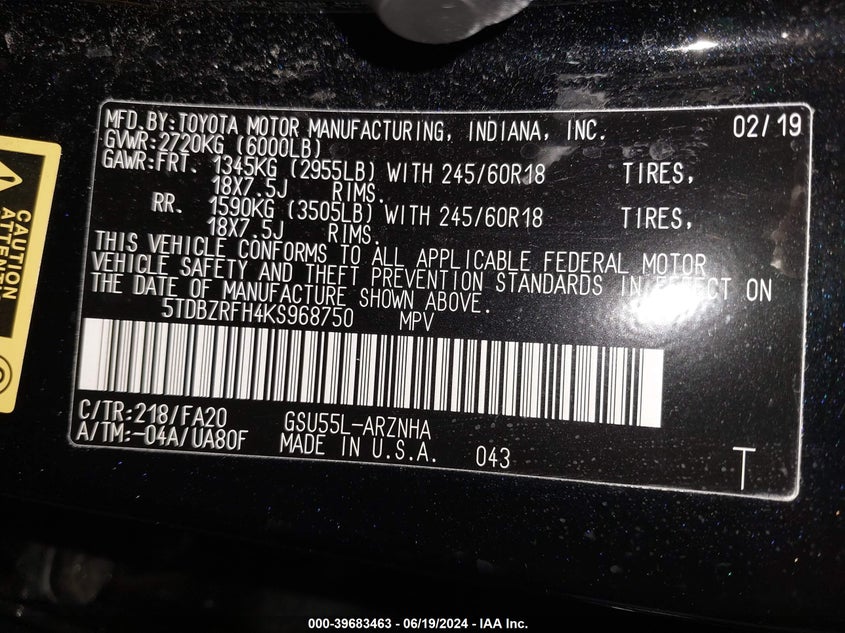 MFD.BY:TOYOTA MOTOR MANUFACTURING, INDIANA, INC. 02/19
GVWR:2720KG (6000LB)
GAWR:FRT. 1345KG (2955LB) WITH 245/60R18 TIRES,
18X7.5J RIMS.
RR. 1590KG (3505LB) WITH 245/60R18 TIRES,
18X7.5J RIMS.
THIS VEHICLE CONFORMS TO ALL APPLICABLE FEDERAL MOTOR
VEHICLE SAFETY AND THEFT PREVENTION STANDARDS IN EFFECT ON
THE DATE OF MANUFACTURE SHOWN ABOVE.
5TDBZRFH4KS968750 MPV
C/TR:218/FA20 GSU55L-ARZNHA
A/TM:-04A/UA80F MADE IN U.S.A. 043 T
CAUTION
000-39683463 - 06/19/2024 - IAA Inc.